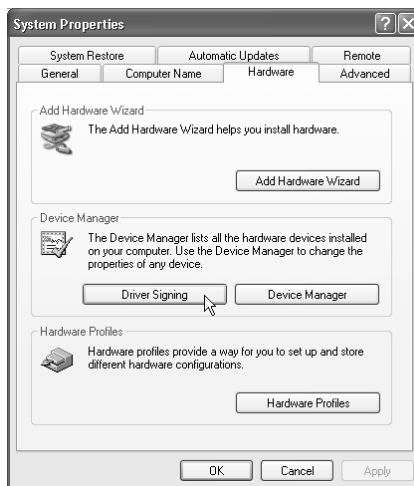 System Properties
System Restore Automatic Updates Remote
General Computer Name Hardware Advanced
Add Hardware Wizard
The Add Hardware Wizard helps you install hardware.
Add Hardware Wizard
Device Manager
The Device Manager lists all the hardware devices installed
on your computer. Use the Device Manager to change the
properties of any device.
Driver Signing Device Manager
Hardware Profiles
Hardware profiles provide a way for you to set up and store
different hardware configurations.
Hardware Profiles
OK Cancel Apply